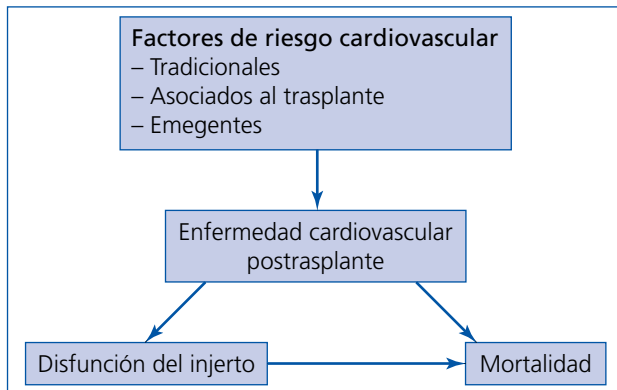 Factores de riesgo cardiovascular
– Tradicionales
– Asociados al trasplante
– Emegentes
Enfermedad cardiovascular
postrasplante
Disfunción del injerto
Mortalidad